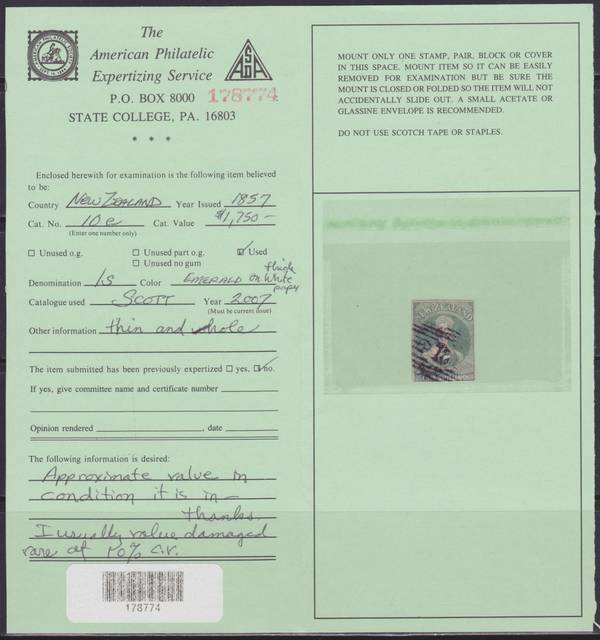 The
American Philatelic
Expertizing Service
P.O. BOX 8000 178774
STATE COLLEGE, PA. 16803
* * *
Enclosed herewith for examination is the following item believed
to be:
Country NEW ZEALAND Year Issued 1857
Cat. No. 10e Cat. Value $1,750-
(Enter one number only)
☐ Unused o.g. ☐ Unused part o.g. ☑ Used
☐ Unused no gum
Denomination 1s Color EMERALD on thick white paper
Catalogue used SCOTT Year 2007
(Must be current issue)
Other information thin and hole
The item submitted has been previously expertized ☐ yes, ☑ no.
If yes, give committee name and certificate number
Opinion rendered , date
The following information is desired:
Approximate value in
condition it is in —
thanks.
I usually value damaged
rare at 10% c.v.
178774
MOUNT ONLY ONE STAMP, PAIR, BLOCK OR COVER
IN THIS SPACE. MOUNT ITEM SO IT CAN BE EASILY
REMOVED FOR EXAMINATION BUT BE SURE THE
MOUNT IS CLOSED OR FOLDED SO THE ITEM WILL NOT
ACCIDENTALLY SLIDE OUT. A SMALL ACETATE OR
GLASSINE ENVELOPE IS RECOMMENDED.
DO NOT USE SCOTCH TAPE OR STAPLES.
NEW ZEALAND